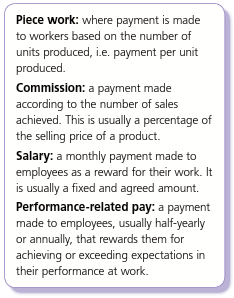 Piece work: where payment is made
to workers based on the number of
units produced, i.e. payment per unit
produced.
Commission: a payment made
according to the number of sales
achieved. This is usually a percentage of
the selling price of a product.
Salary: a monthly payment made to
employees as a reward for their work. It
is usually a fixed and agreed amount.
Performance-related pay: a payment
made to employees, usually half-yearly
or annually, that rewards them for
achieving or exceeding expectations in
their performance at work.